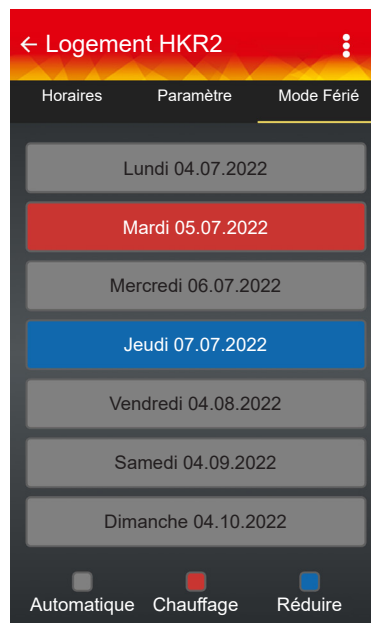 ← Logement HKR2
Horaires Paramètre Mode Férié
Lundi 04.07.2022
Mardi 05.07.2022
Mercredi 06.07.2022
Jeudi 07.07.2022
Vendredi 04.08.2022
Samedi 04.09.2022
Dimanche 04.10.2022
Automatique Chauffage Réduire